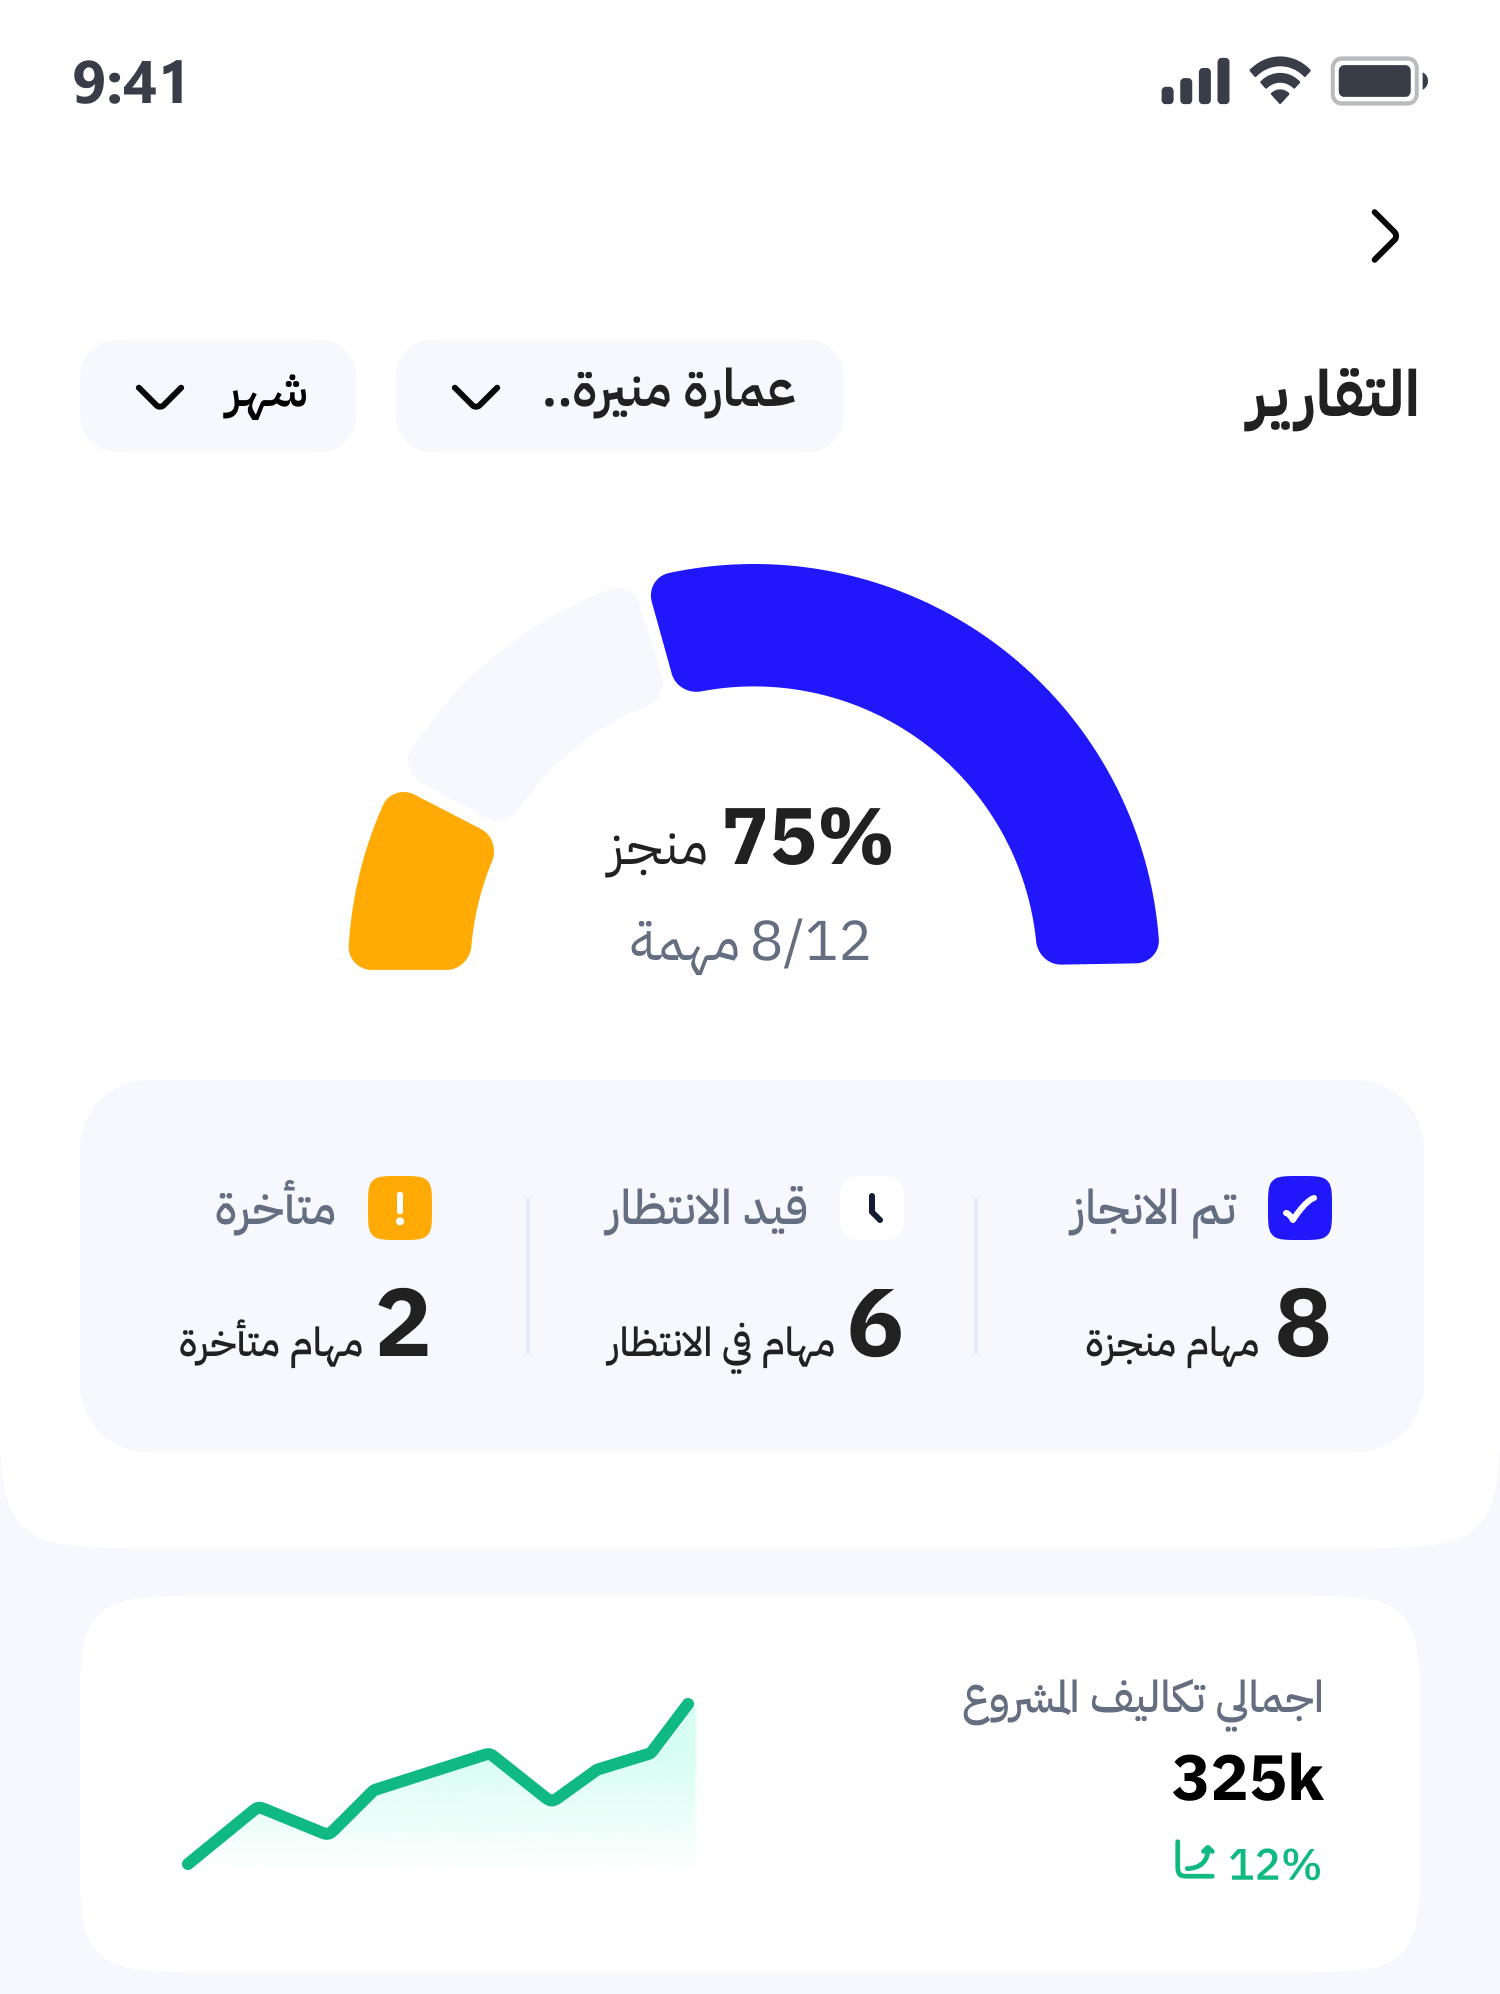 9:41
التقارير
عمارة منيرة..
شهر
75% منجز
8/12 مهمة
تم الانجاز
8 مهام منجزة
قيد الانتظار
6 مهام في الانتظار
متأخرة
2 مهام متأخرة
اجمالي تكاليف المشروع
325k
12%